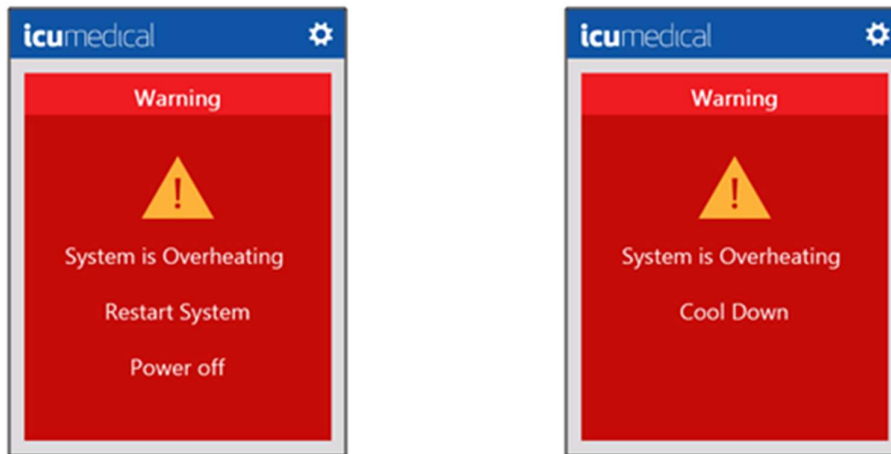 icumedical
Warning
!
System is Overheating
Restart System
Power off
icumedical
Warning
!
System is Overheating
Cool Down